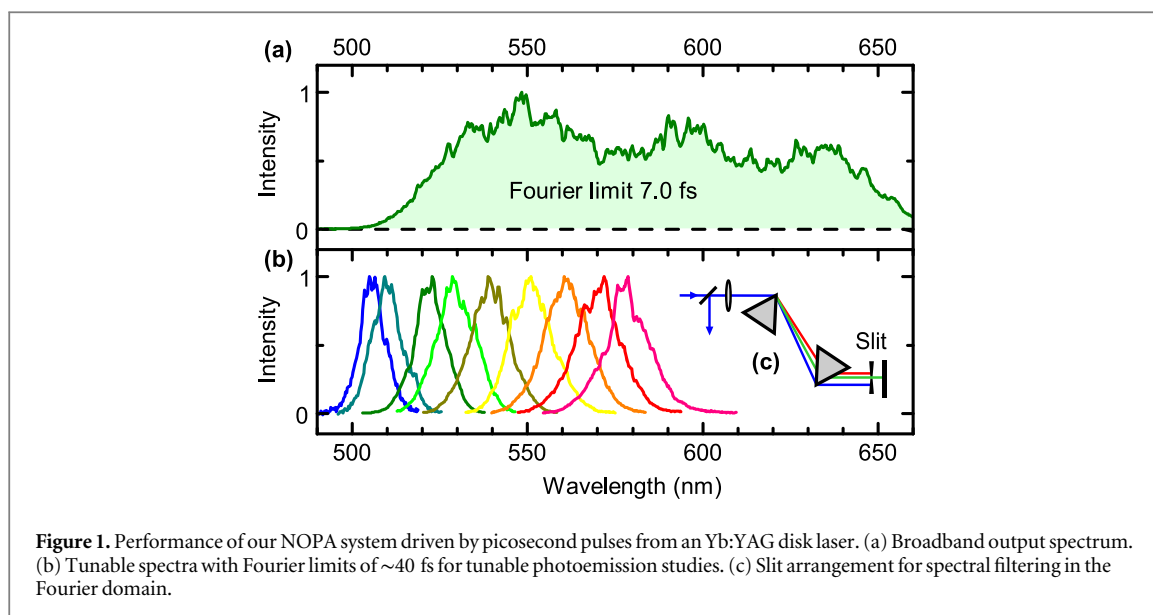 (a)
500 550 600 650
1
Intensity
0
Fourier limit 7.0 fs
(b)
1
Intensity
0
(c)
Slit
500 550 600 650
Wavelength (nm)
Figure 1. Performance of our NOPA system driven by picosecond pulses from an Yb:YAG disk laser. (a) Broadband output spectrum.
(b) Tunable spectra with Fourier limits of ~40 fs for tunable photoemission studies. (c) Slit arrangement for spectral filtering in the
Fourier domain.